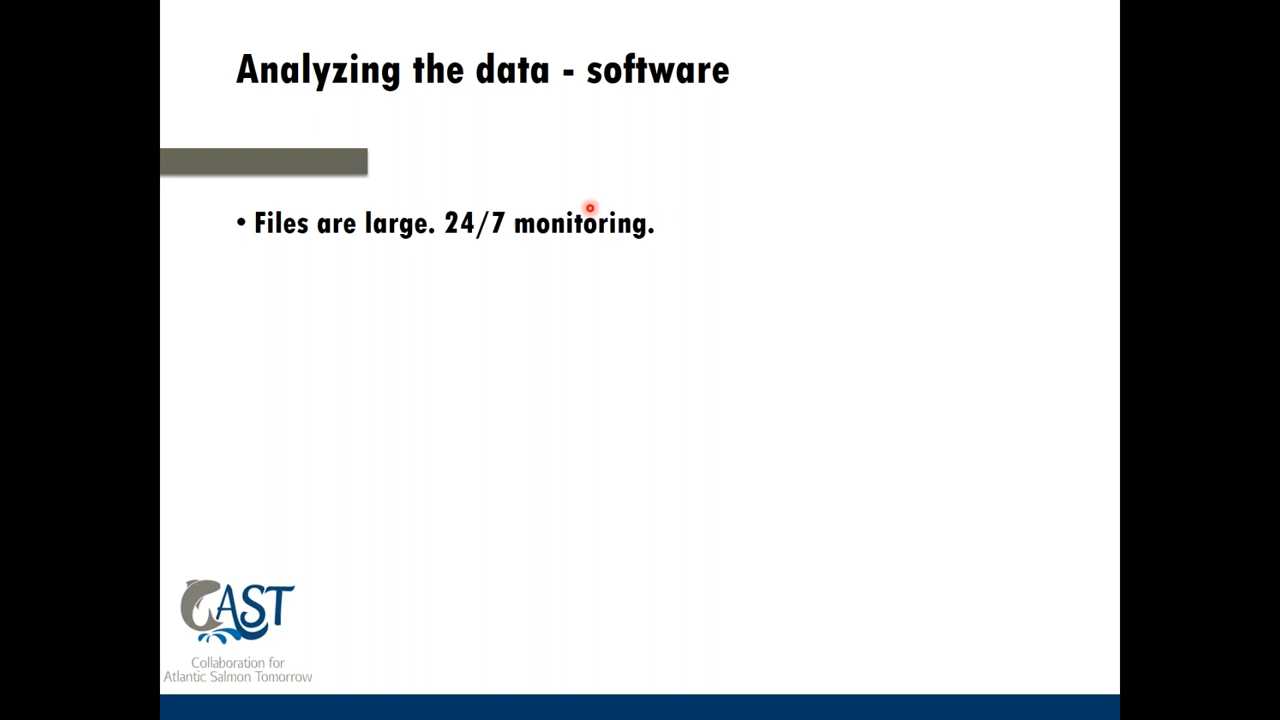 Analyzing the data - software
• Files are large. 24/7 monitoring.
CAST
Collaboration for
Atlantic Salmon Tomorrow